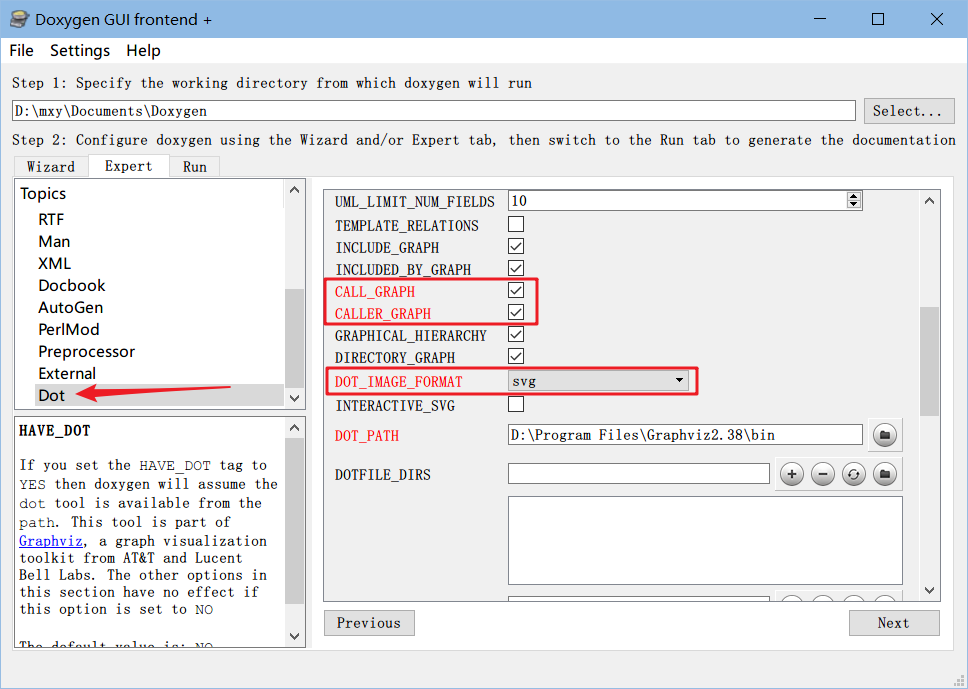 Doxygen GUI frontend +
File Settings Help
Step 1: Specify the working directory from which doxygen will run
D:\mxy\Documents\Doxygen
Select...
Step 2: Configure doxygen using the Wizard and/or Expert tab, then switch to the Run tab to generate the documentation
Wizard Expert Run
Topics
RTF
Man
XML
Docbook
AutoGen
PerlMod
Preprocessor
External
Dot
HAVE_DOT
If you set the HAVE_DOT tag to
YES then doxygen will assume the
dot tool is available from the
path. This tool is part of
Graphviz, a graph visualization
toolkit from AT&T and Lucent
Bell Labs. The other options in
this section have no effect if
this option is set to NO
The default value is: NO
UML_LIMIT_NUM_FIELDS 10
TEMPLATE_RELATIONS
INCLUDE_GRAPH
INCLUDED_BY_GRAPH
CALL_GRAPH
CALLER_GRAPH
GRAPHICAL_HIERARCHY
DIRECTORY_GRAPH
DOT_IMAGE_FORMAT svg
INTERACTIVE_SVG
DOT_PATH D:\Program Files\Graphviz2.38\bin
DOTFILE_DIRS
Previous Next